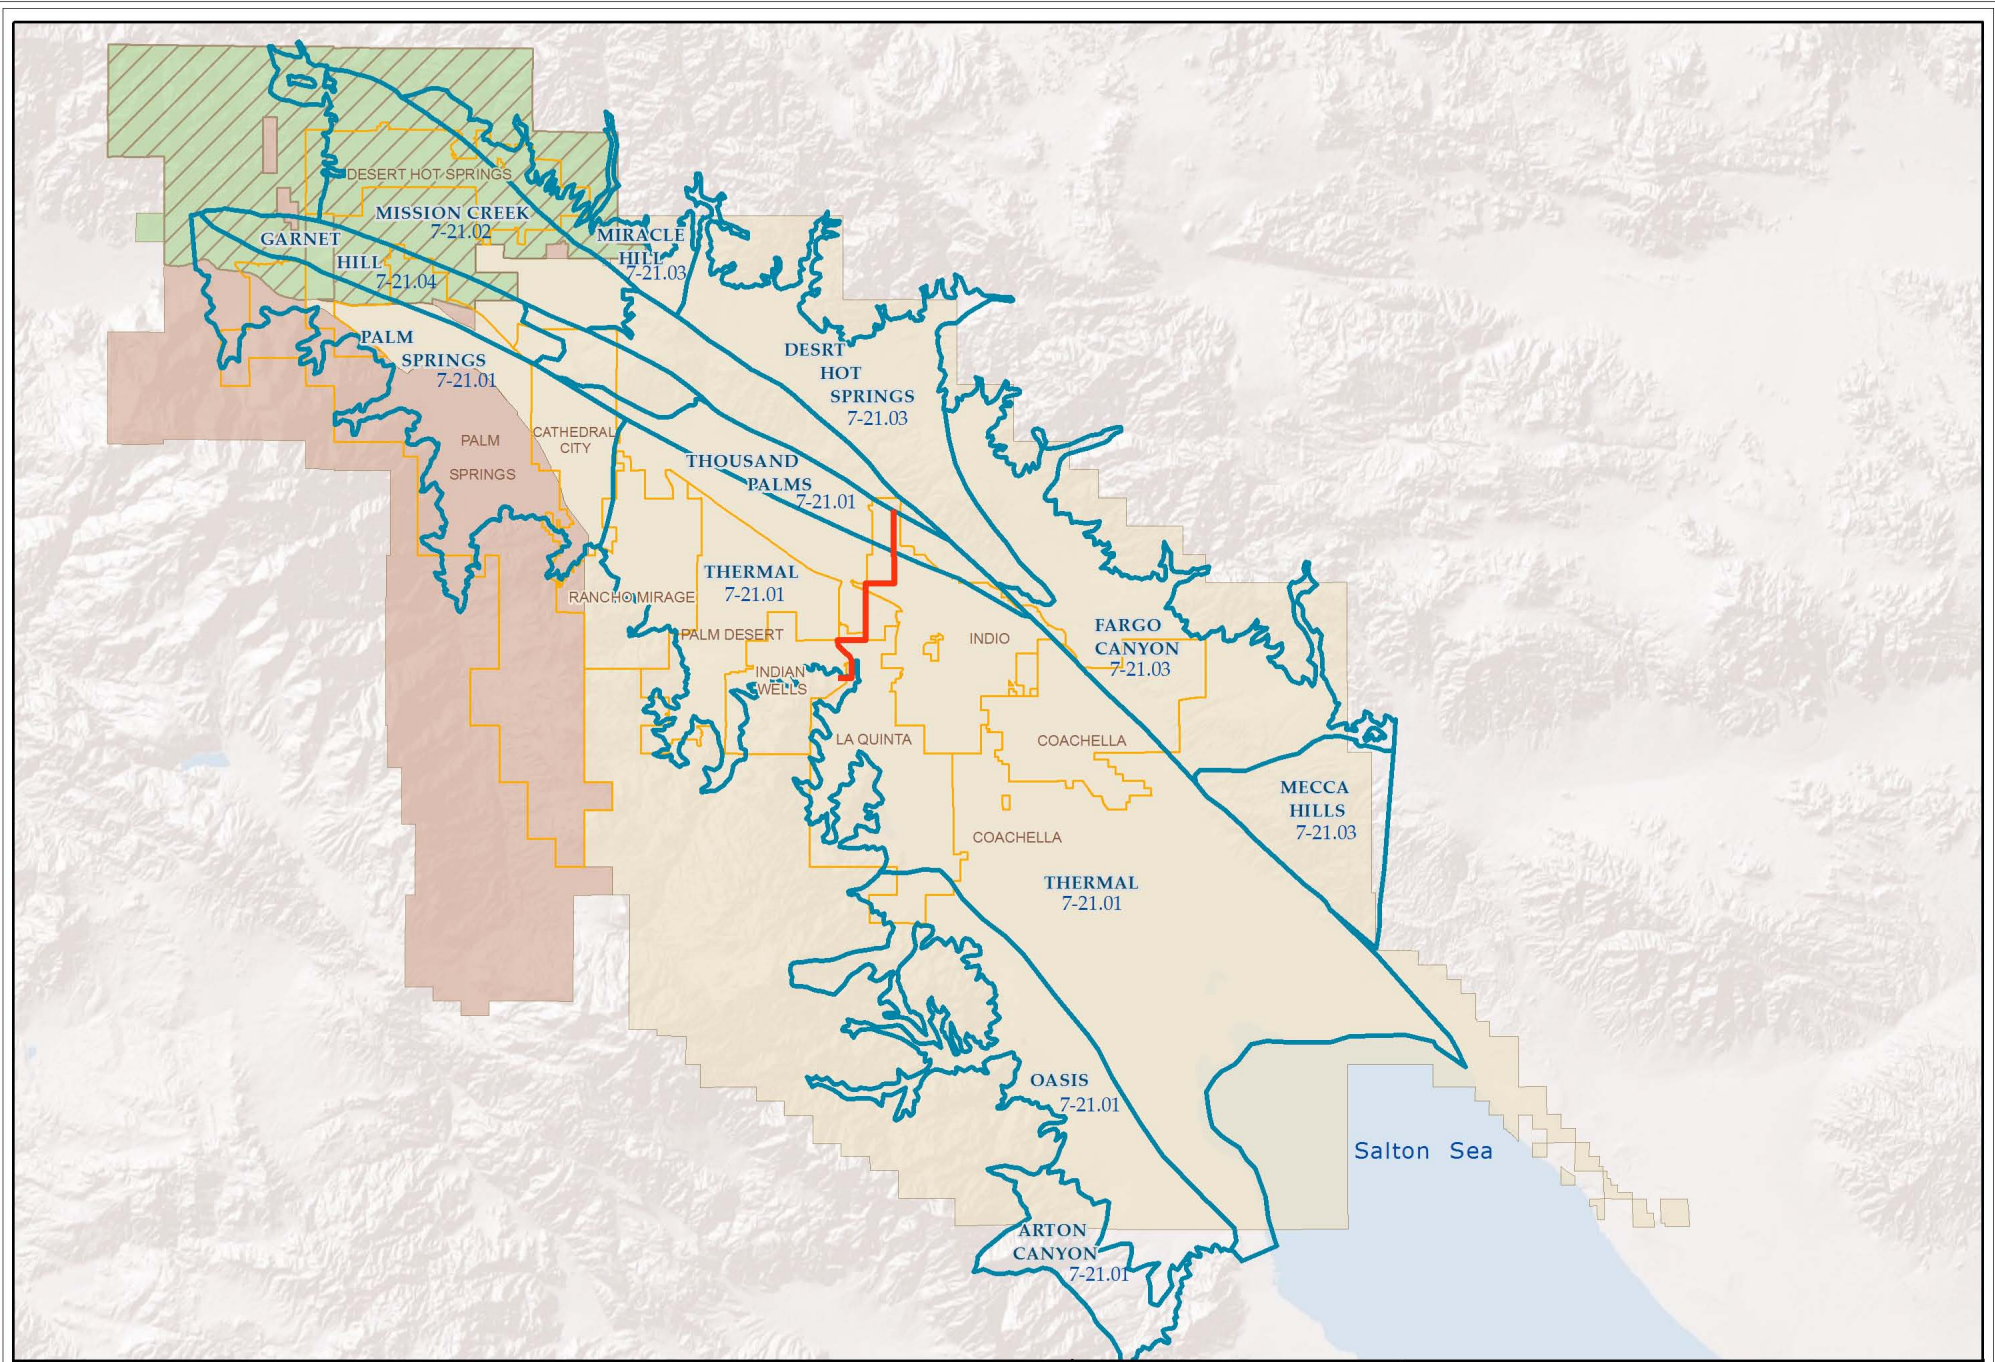 DESERT HOT SPRINGS
MISSION CREEK
7-21.02
GARNET
HILL
7-21.04
MIRACLE
HILL
7-21.03
PALM
SPRINGS
7-21.01
DESRT
HOT
SPRINGS
7-21.03
PALM
SPRINGS
CATHEDRAL
CITY
THOUSAND
PALMS
7-21.01
THERMAL
7-21.01
RANCHO MIRAGE
PALM DESERT
INDIAN
WELLS
INDIO
FARGO
CANYON
7-21.03
LA QUINTA
COACHELLA
MECCA
HILLS
7-21.03
COACHELLA
THERMAL
7-21.01
OASIS
7-21.01
Salton Sea
ARTON
CANYON
7-21.01